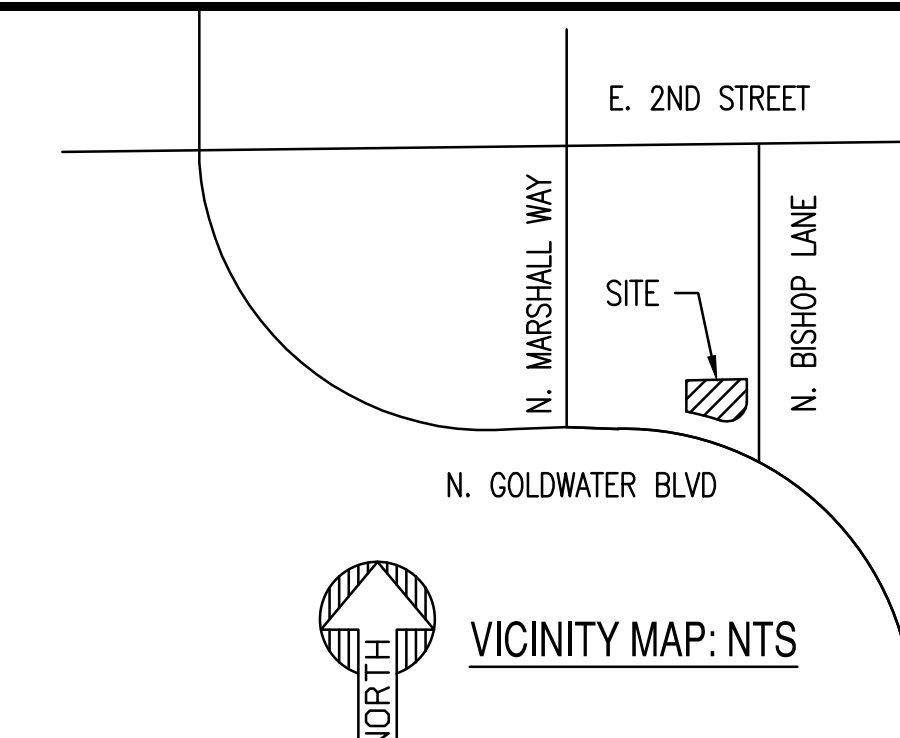 E. 2ND STREET
N. MARSHALL WAY
N. BISHOP LANE
SITE
N. GOLDWATER BLVD
VICINITY MAP: NTS
NORTH